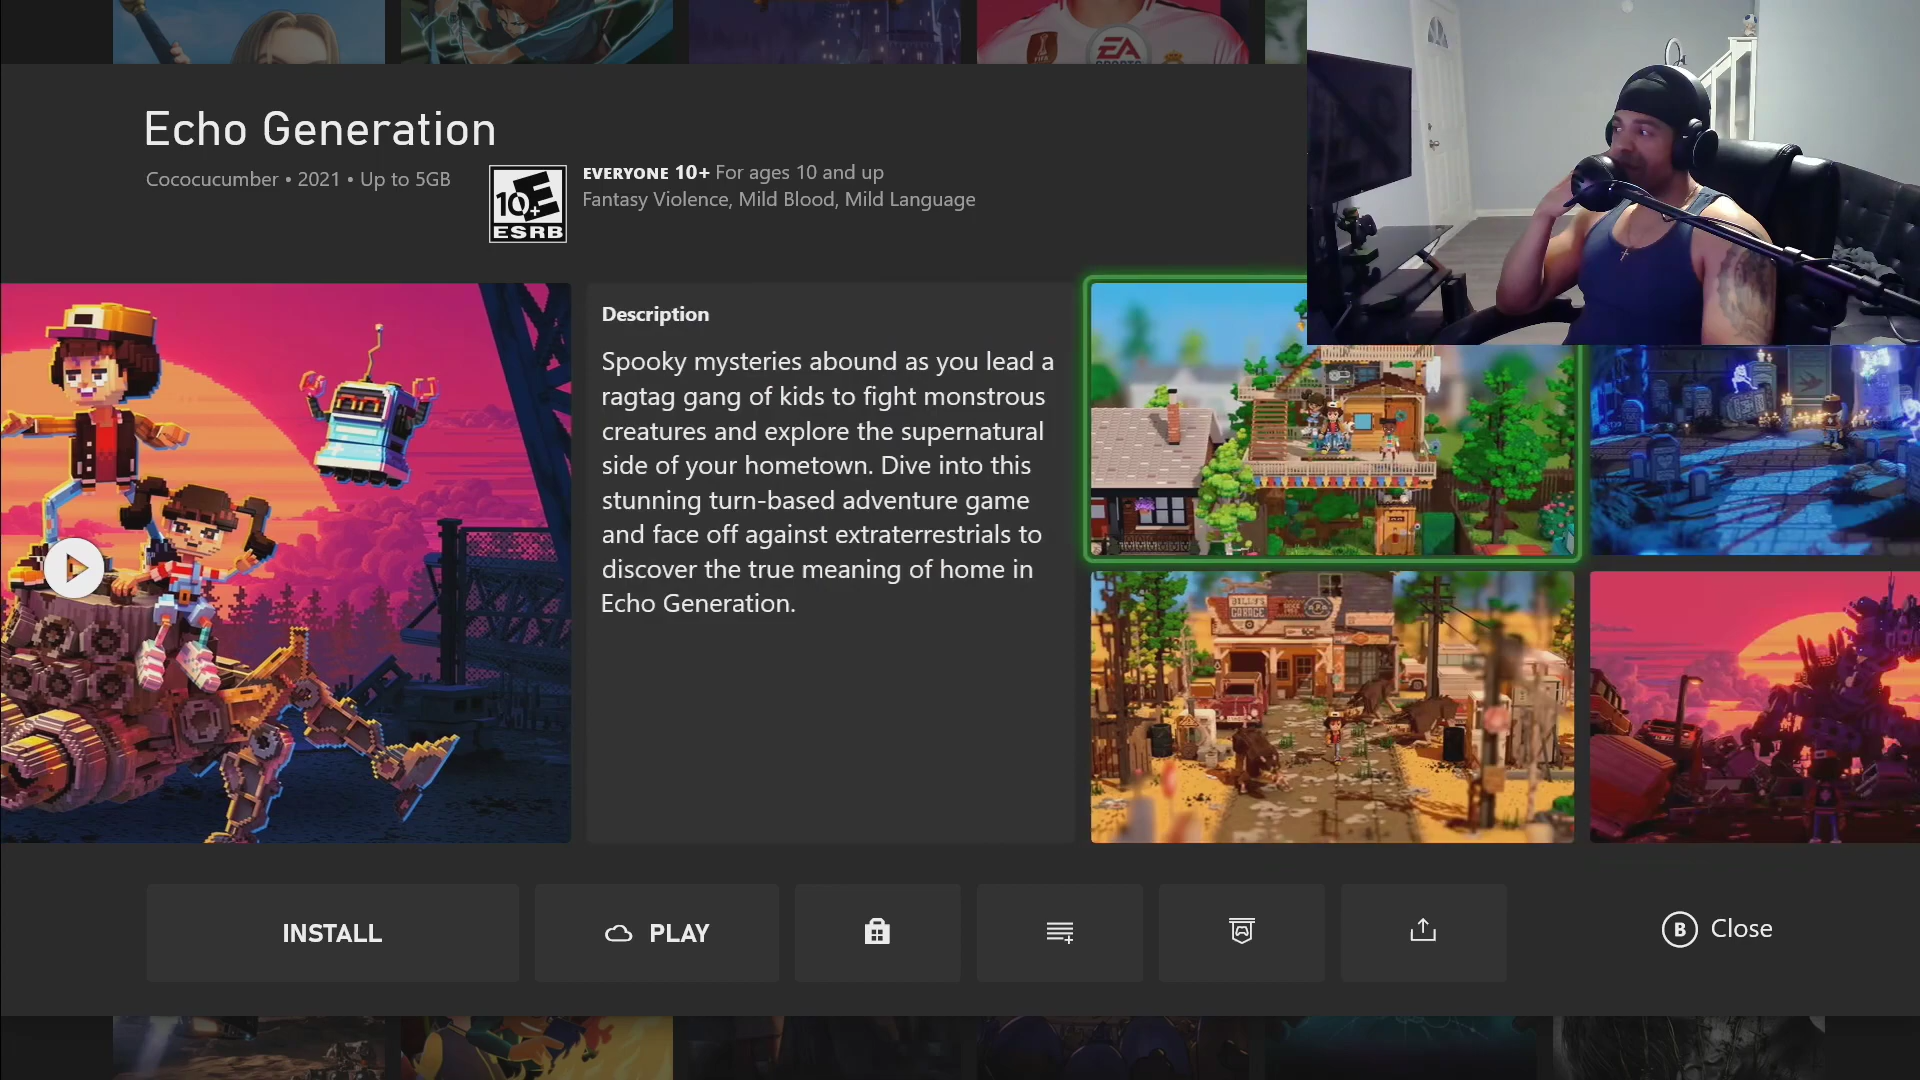 EA
SPORTS
Echo Generation
Cococucumber • 2021 • Up to 5GB
10+
ESRB
EVERYONE 10+ For ages 10 and up
Fantasy Violence, Mild Blood, Mild Language
Description
Spooky mysteries abound as you lead a
ragtag gang of kids to fight monstrous
creatures and explore the supernatural
side of your hometown. Dive into this
stunning turn-based adventure game
and face off against extraterrestrials to
discover the true meaning of home in
Echo Generation.
GARAGE
INSTALL
PLAY
B Close